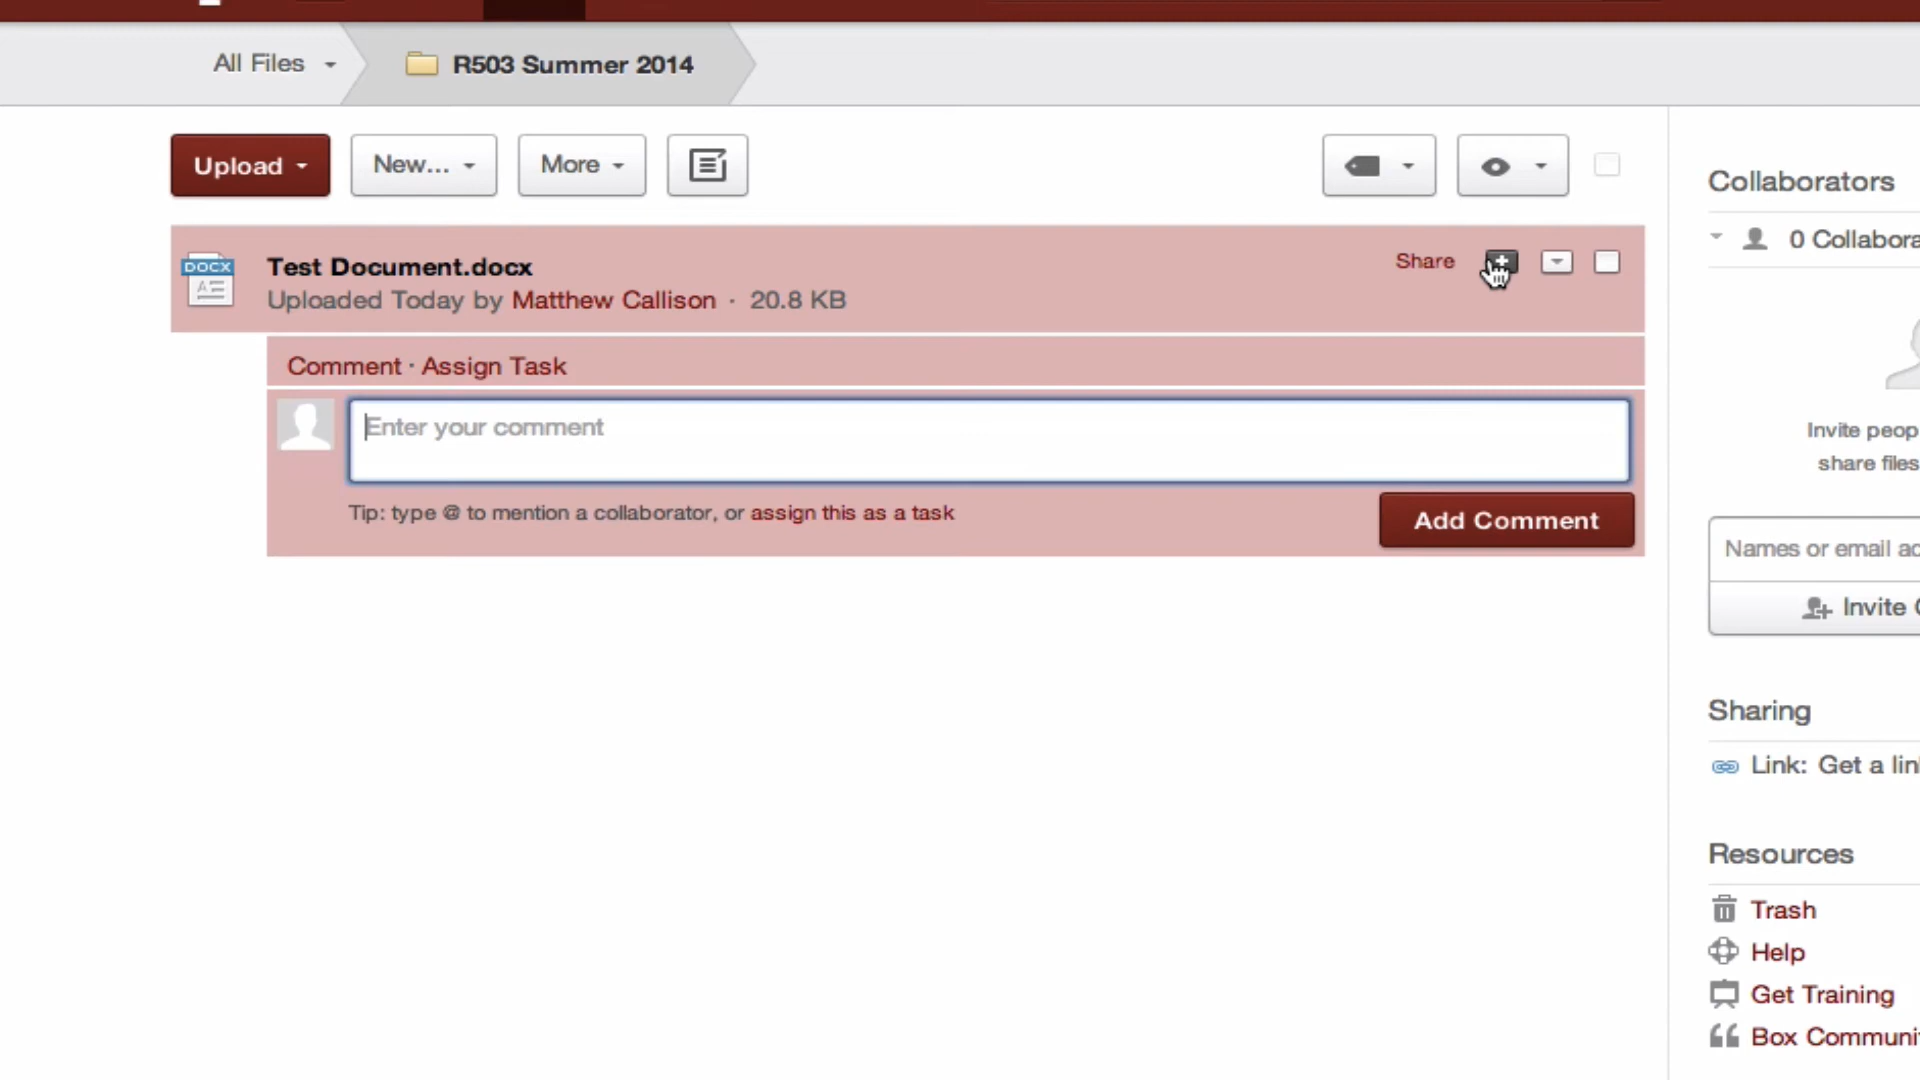 All Files
R503 Summer 2014
Upload
New...
More
Collaborators
DOCX
Test Document.docx
Share
0 Collabora
Uploaded Today by Matthew Callison · 20.8 KB
Comment · Assign Task
Enter your comment
Invite peop
share files
Tip: type @ to mention a collaborator, or assign this as a task
Add Comment
Names or email ad
Invite C
Sharing
Link: Get a lin
Resources
Trash
Help
Get Training
Box Communi